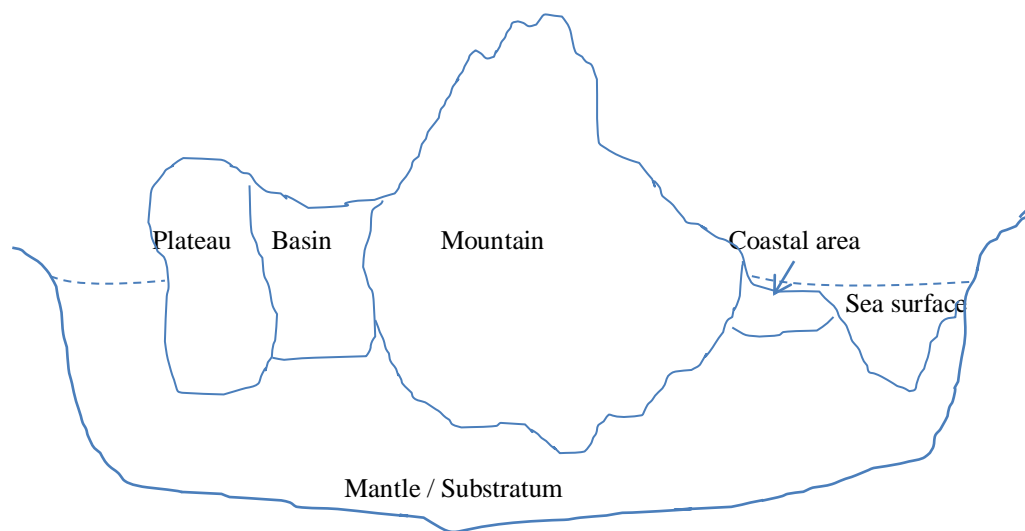 Plateau
Basin
Mountain
Coastal area
Sea surface
Mantle / Substratum